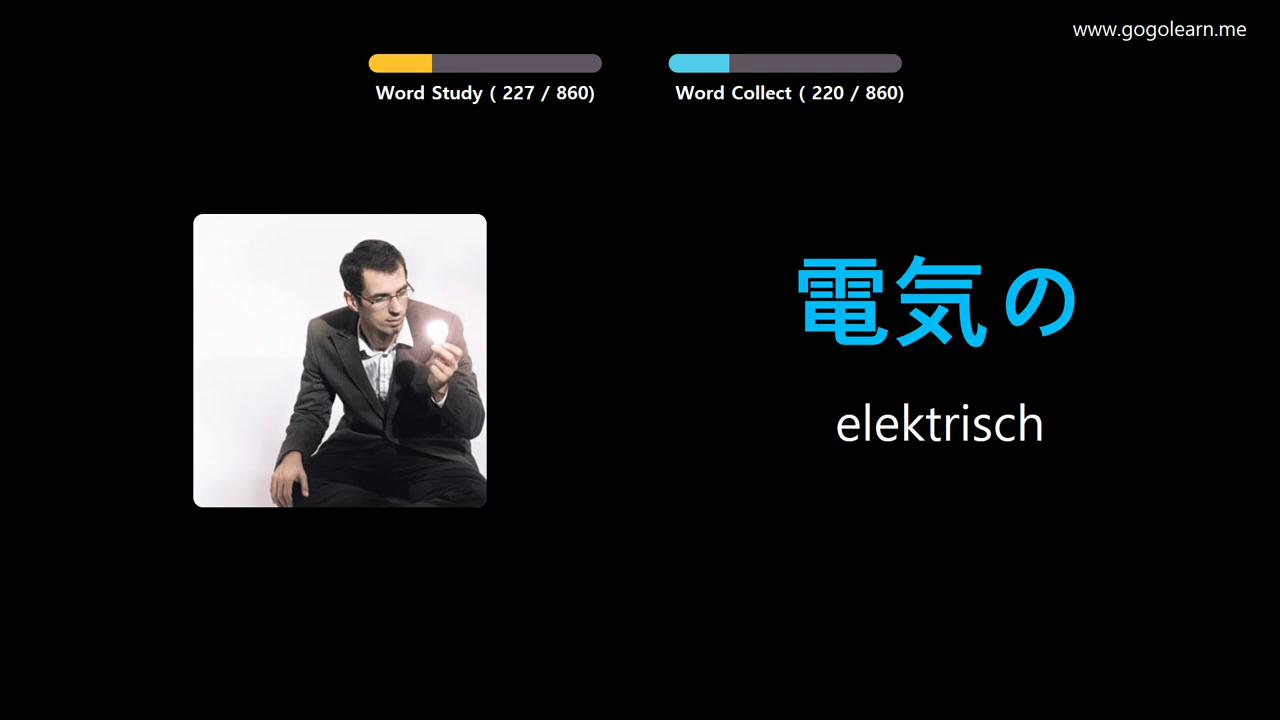 www.gogolearn.me
Word Study ( 227 / 860)
Word Collect ( 220 / 860)
電気の
elektrisch